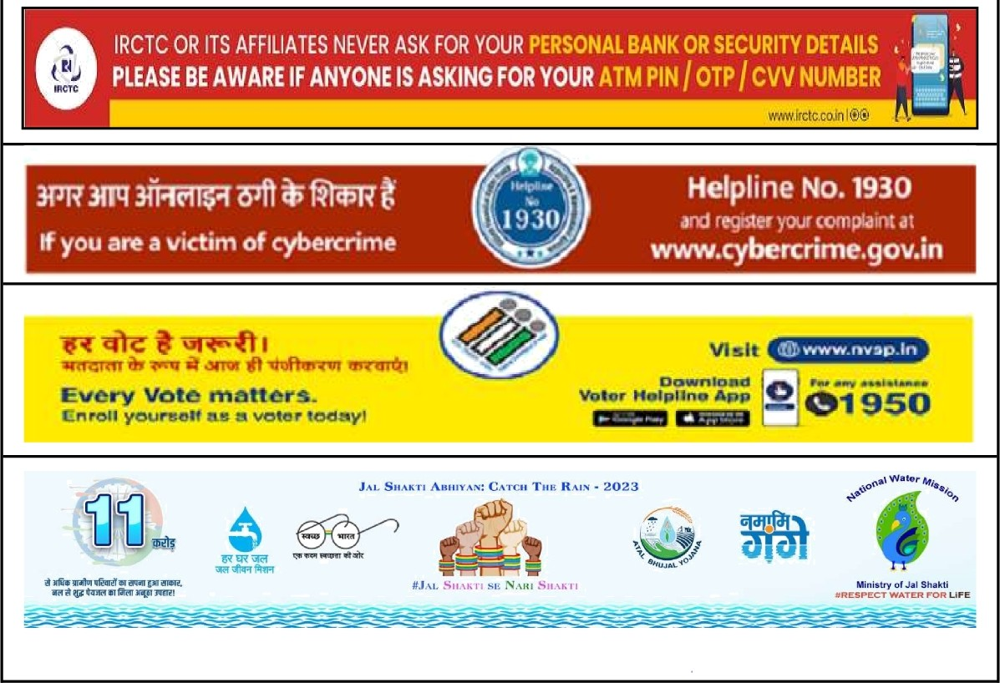 IRCTC
IRCTC OR ITS AFFILIATES NEVER ASK FOR YOUR PERSONAL BANK OR SECURITY DETAILS
PLEASE BE AWARE IF ANYONE IS ASKING FOR YOUR ATM PIN / OTP / CVV NUMBER
www.irctc.co.in
अगर आप ऑनलाइन ठगी के शिकार हैं
If you are a victim of cybercrime
Helpline
No
1930
Helpline No. 1930
and register your complaint at
www.cybercrime.gov.in
हर वोट है जरूरी।
मतदाता के रूप में आज ही पंजीकरण करवाएं।
Every Vote matters.
Enroll yourself as a voter today!
Visit www.nvsp.in
Download
Voter Helpline App
Google Play
App Store
For any assistance
1950
JAL SHAKTI ABHIYAN: CATCH THE RAIN - 2023
11
करोड़
से अधिक ग्रामीण परिवारों का सपना हुआ साकार,
नल से शुद्ध पेयजल का मिला अनूठा उपहार!
हर घर जल
जल जीवन मिशन
स्वच्छ भारत
एक कदम स्वच्छता की ओर
#JAL SHAKTI SE NARI SHAKTI
ATAL BHUJAL YOJANA
नमामि
गंगे
National Water Mission
Ministry of Jal Shakti
#RESPECT WATER FOR LiFE